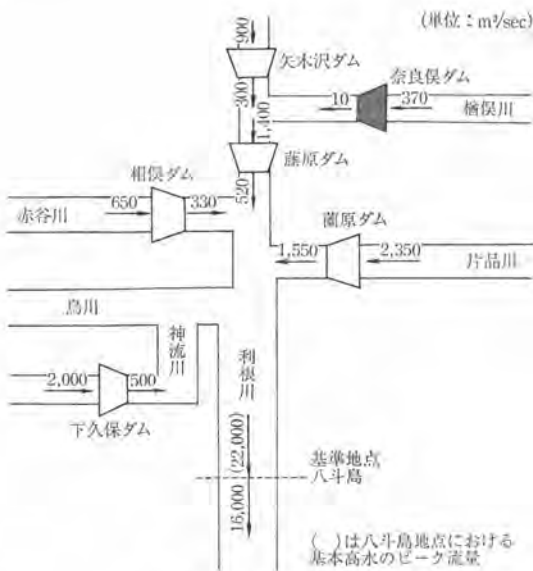 (単位：m³/sec)
900
矢木沢ダム
奈良俣ダム
300
10
370
楢俣川
1,400
藤原ダム
相俣ダム
520
650
330
赤谷川
薗原ダム
1,550
2,350
片品川
烏川
神流川
利根川
2,000
500
下久保ダム
16,000 (22,000)
基準地点
八斗島
( )は八斗島地点における
基本高水のピーク流量